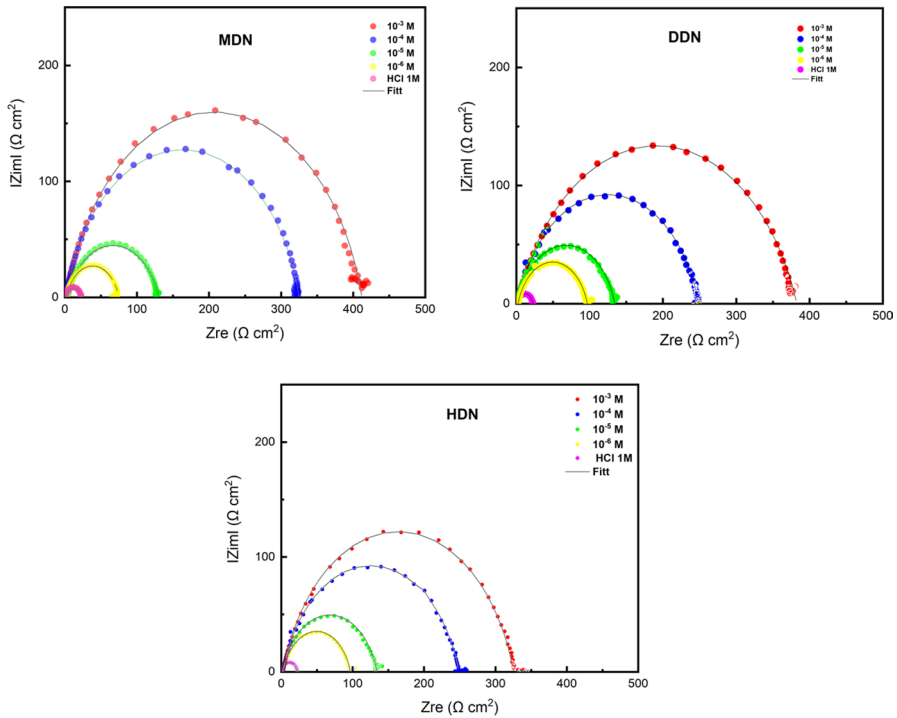 MDN
10⁻³ M
10⁻⁴ M
10⁻⁵ M
10⁻⁶ M
HCl 1M
Fitt
200
100
0
0 100 200 300 400 500
IZimI (Ω cm²)
Zre (Ω cm²)
DDN
10⁻³ M
10⁻⁴ M
10⁻⁵ M
10⁻⁶ M
HCl 1M
Fitt
200
100
0
0 100 200 300 400 500
IZimI (Ω cm²)
Zre (Ω cm²)
HDN
10⁻³ M
10⁻⁴ M
10⁻⁵ M
10⁻⁶ M
HCl 1M
Fitt
200
100
0
0 100 200 300 400 500
IZimI (Ω cm²)
Zre (Ω cm²)